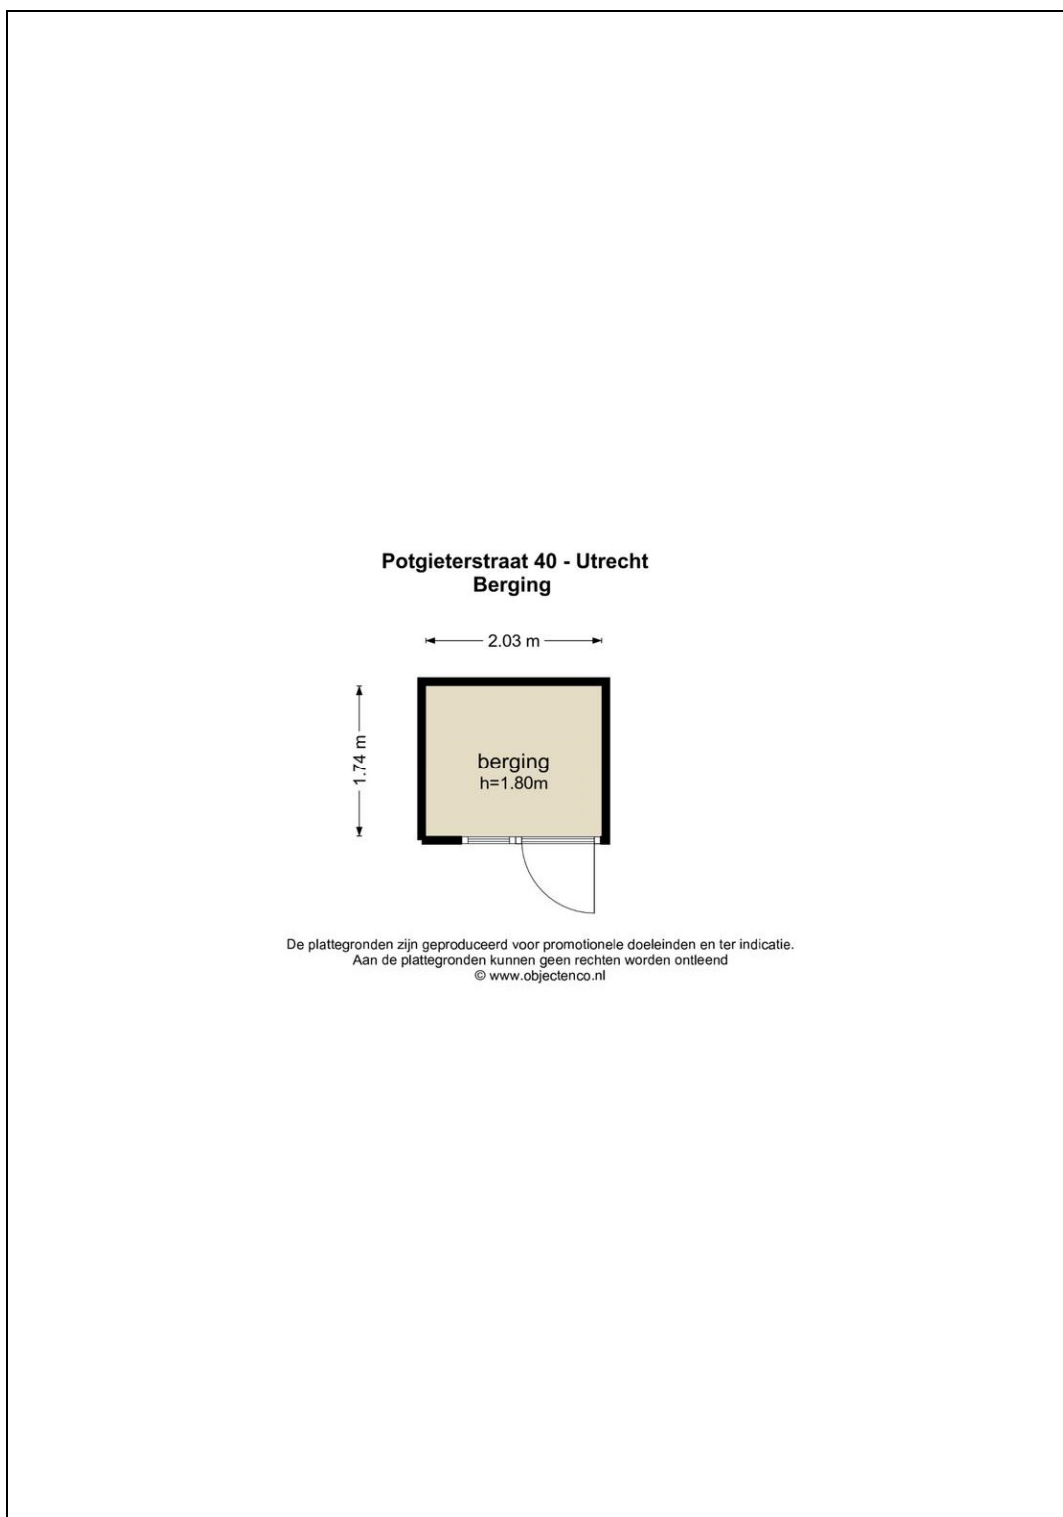 Potgieterstraat 40 - Utrecht
Berging
2.03 m
1.74 m
berging
h=1.80m
De plattegronden zijn geproduceerd voor promotionele doeleinden en ter indicatie.
Aan de plattegronden kunnen geen rechten worden ontleend
© www.objectenco.nl